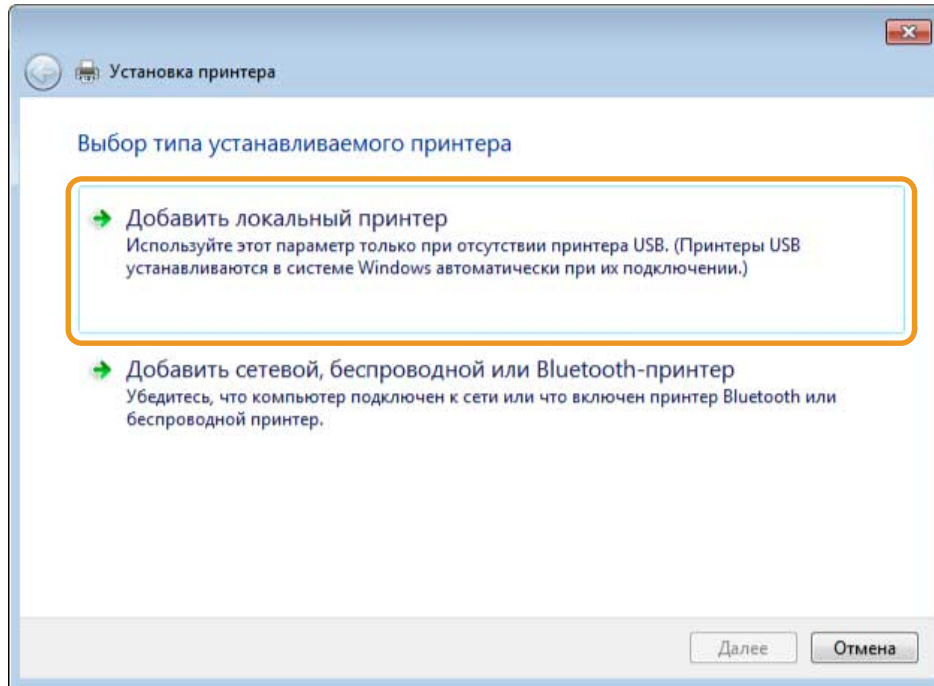 Установка принтера
Выбор типа устанавливаемого принтера
Добавить локальный принтер
Используйте этот параметр только при отсутствии принтера USB. (Принтеры USB
устанавливаются в системе Windows автоматически при их подключении.)
Добавить сетевой, беспроводной или Bluetooth-принтер
Убедитесь, что компьютер подключен к сети или что включен принтер Bluetooth или
беспроводной принтер.
Далее
Отмена